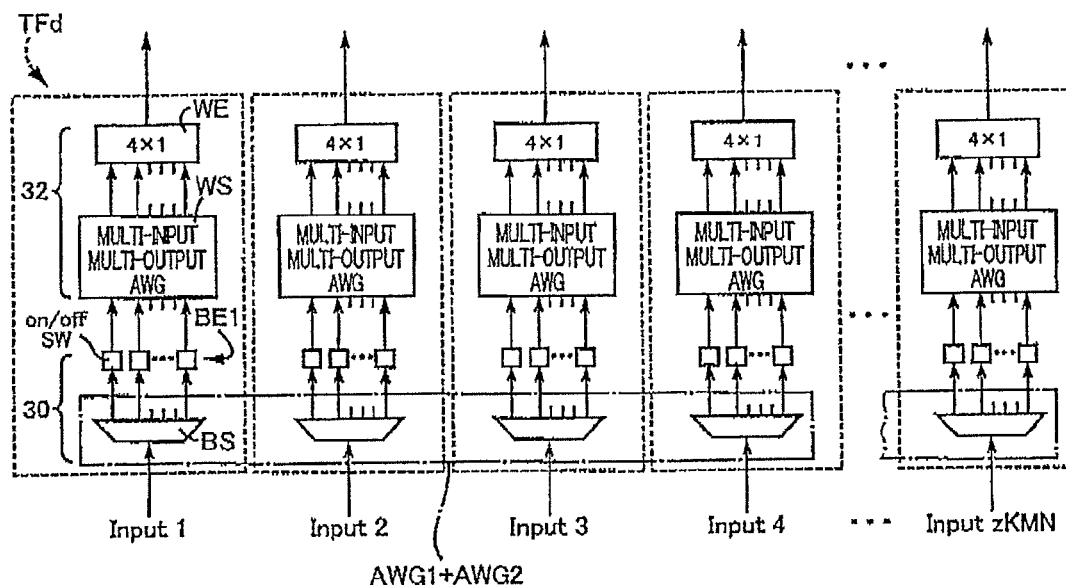 TFd
WE
4×1 4×1 4×1 4×1 4×1
32
WS
MULTI-INPUT MULTI-OUTPUT AWG
MULTI-INPUT MULTI-OUTPUT AWG
MULTI-INPUT MULTI-OUTPUT AWG
MULTI-INPUT MULTI-OUTPUT AWG
MULTI-INPUT MULTI-OUTPUT AWG
on/off SW
BE1
30
BS
Input 1 Input 2 Input 3 Input 4 ••• Input zKMN
AWG1+AWG2